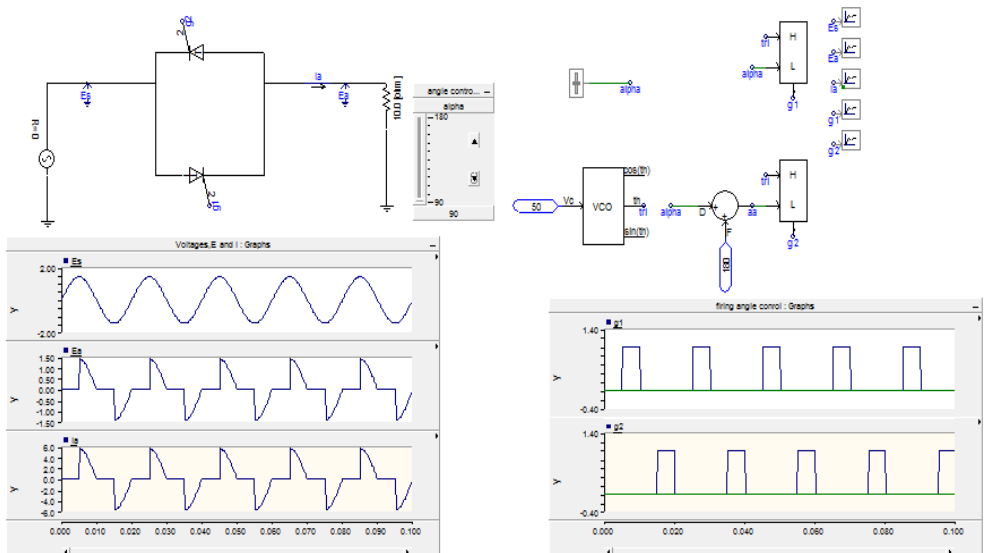 2
Es
R=0
Ia
Ea
10.0 [ohm]
2
angle contro...
alpha
180
90
90
alpha
tri
H
alpha
L
g1
Es
Ea
Ia
g1
g2
50
Vc
VCO
cos(th)
th
tri
sin(th)
alpha
D
+
+
F
180
aa
tri
H
L
g2
Voltages,E and I : Graphs
Es
2.00
y
-2.00
Ea
1.50
1.00
0.50
0.00
-0.50
-1.00
-1.50
y
Ia
6.0
4.0
2.0
0.0
-2.0
-4.0
-6.0
y
0.000 0.010 0.020 0.030 0.040 0.050 0.060 0.070 0.080 0.090 0.100
firing angle conrol : Graphs
g1
1.40
y
-0.40
g2
1.40
y
-0.40
0.000 0.020 0.040 0.060 0.080 0.100